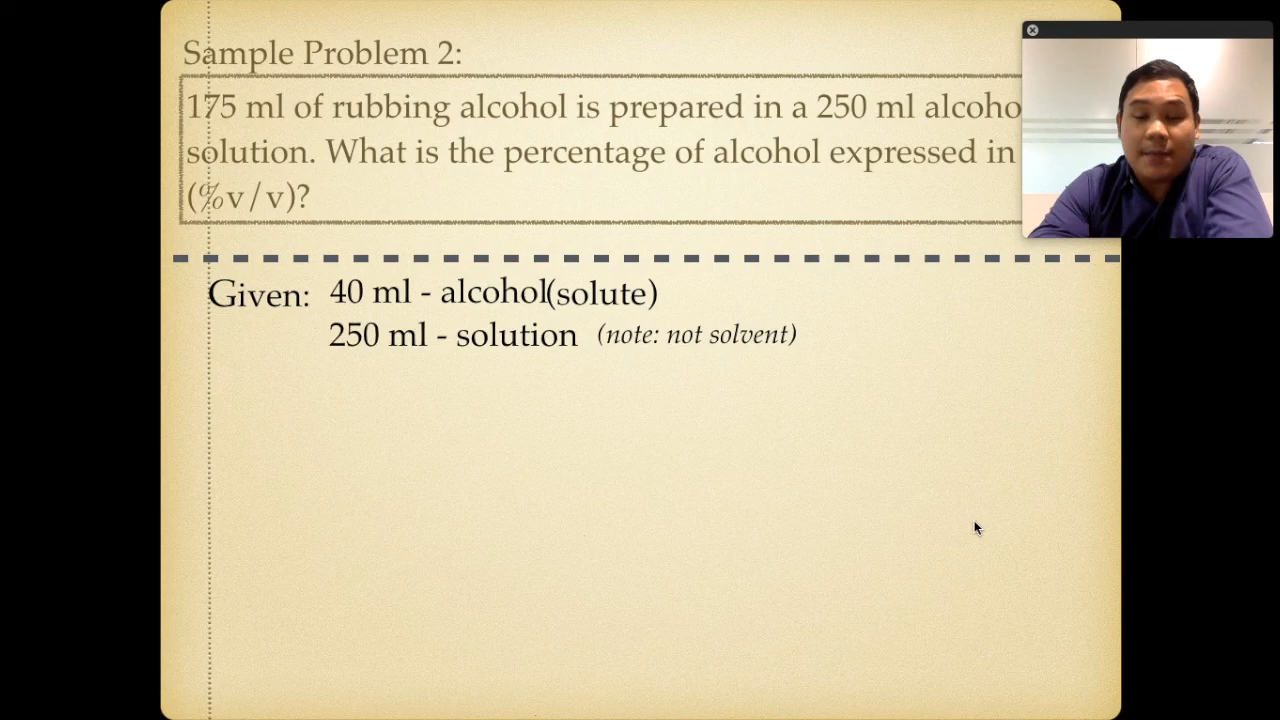 Sample Problem 2:
175 ml of rubbing alcohol is prepared in a 250 ml
solution. What is the percentage of alcohol expressed in
(%v/v)?
Given: 40 ml - alcohol(solute)
250 ml - solution (note: not solvent)